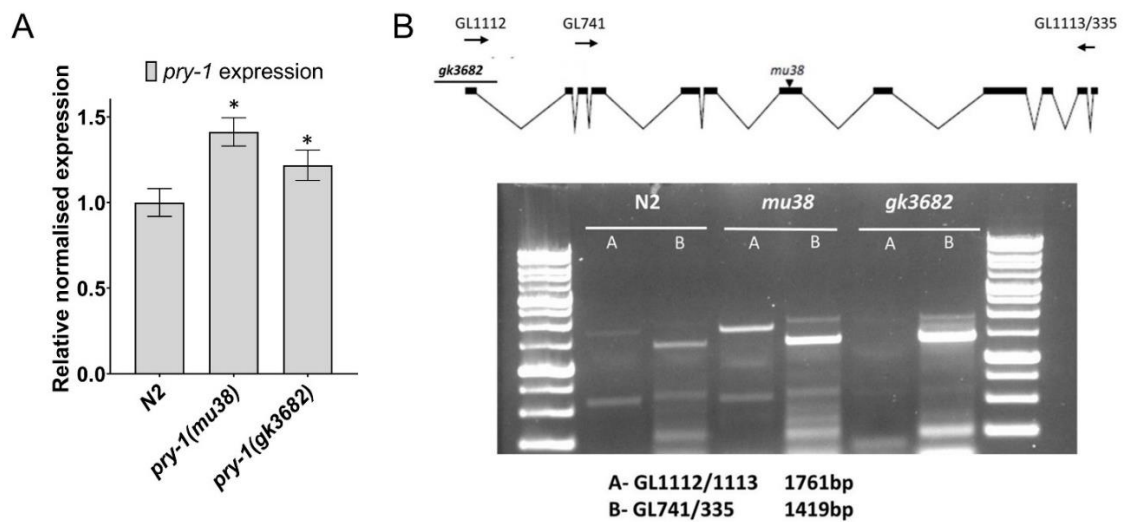 A
pry-1 expression
Relative normalised expression
1.5
1.0
0.5
0.0
*
*
N2
pry-1(mu38)
pry-1(gk3682)
B
GL1112
GL741
GL1113/335
gk3682
mu38
N2
mu38
gk3682
A
B
A
B
A
B
A- GL1112/1113 1761bp
B- GL741/335 1419bp